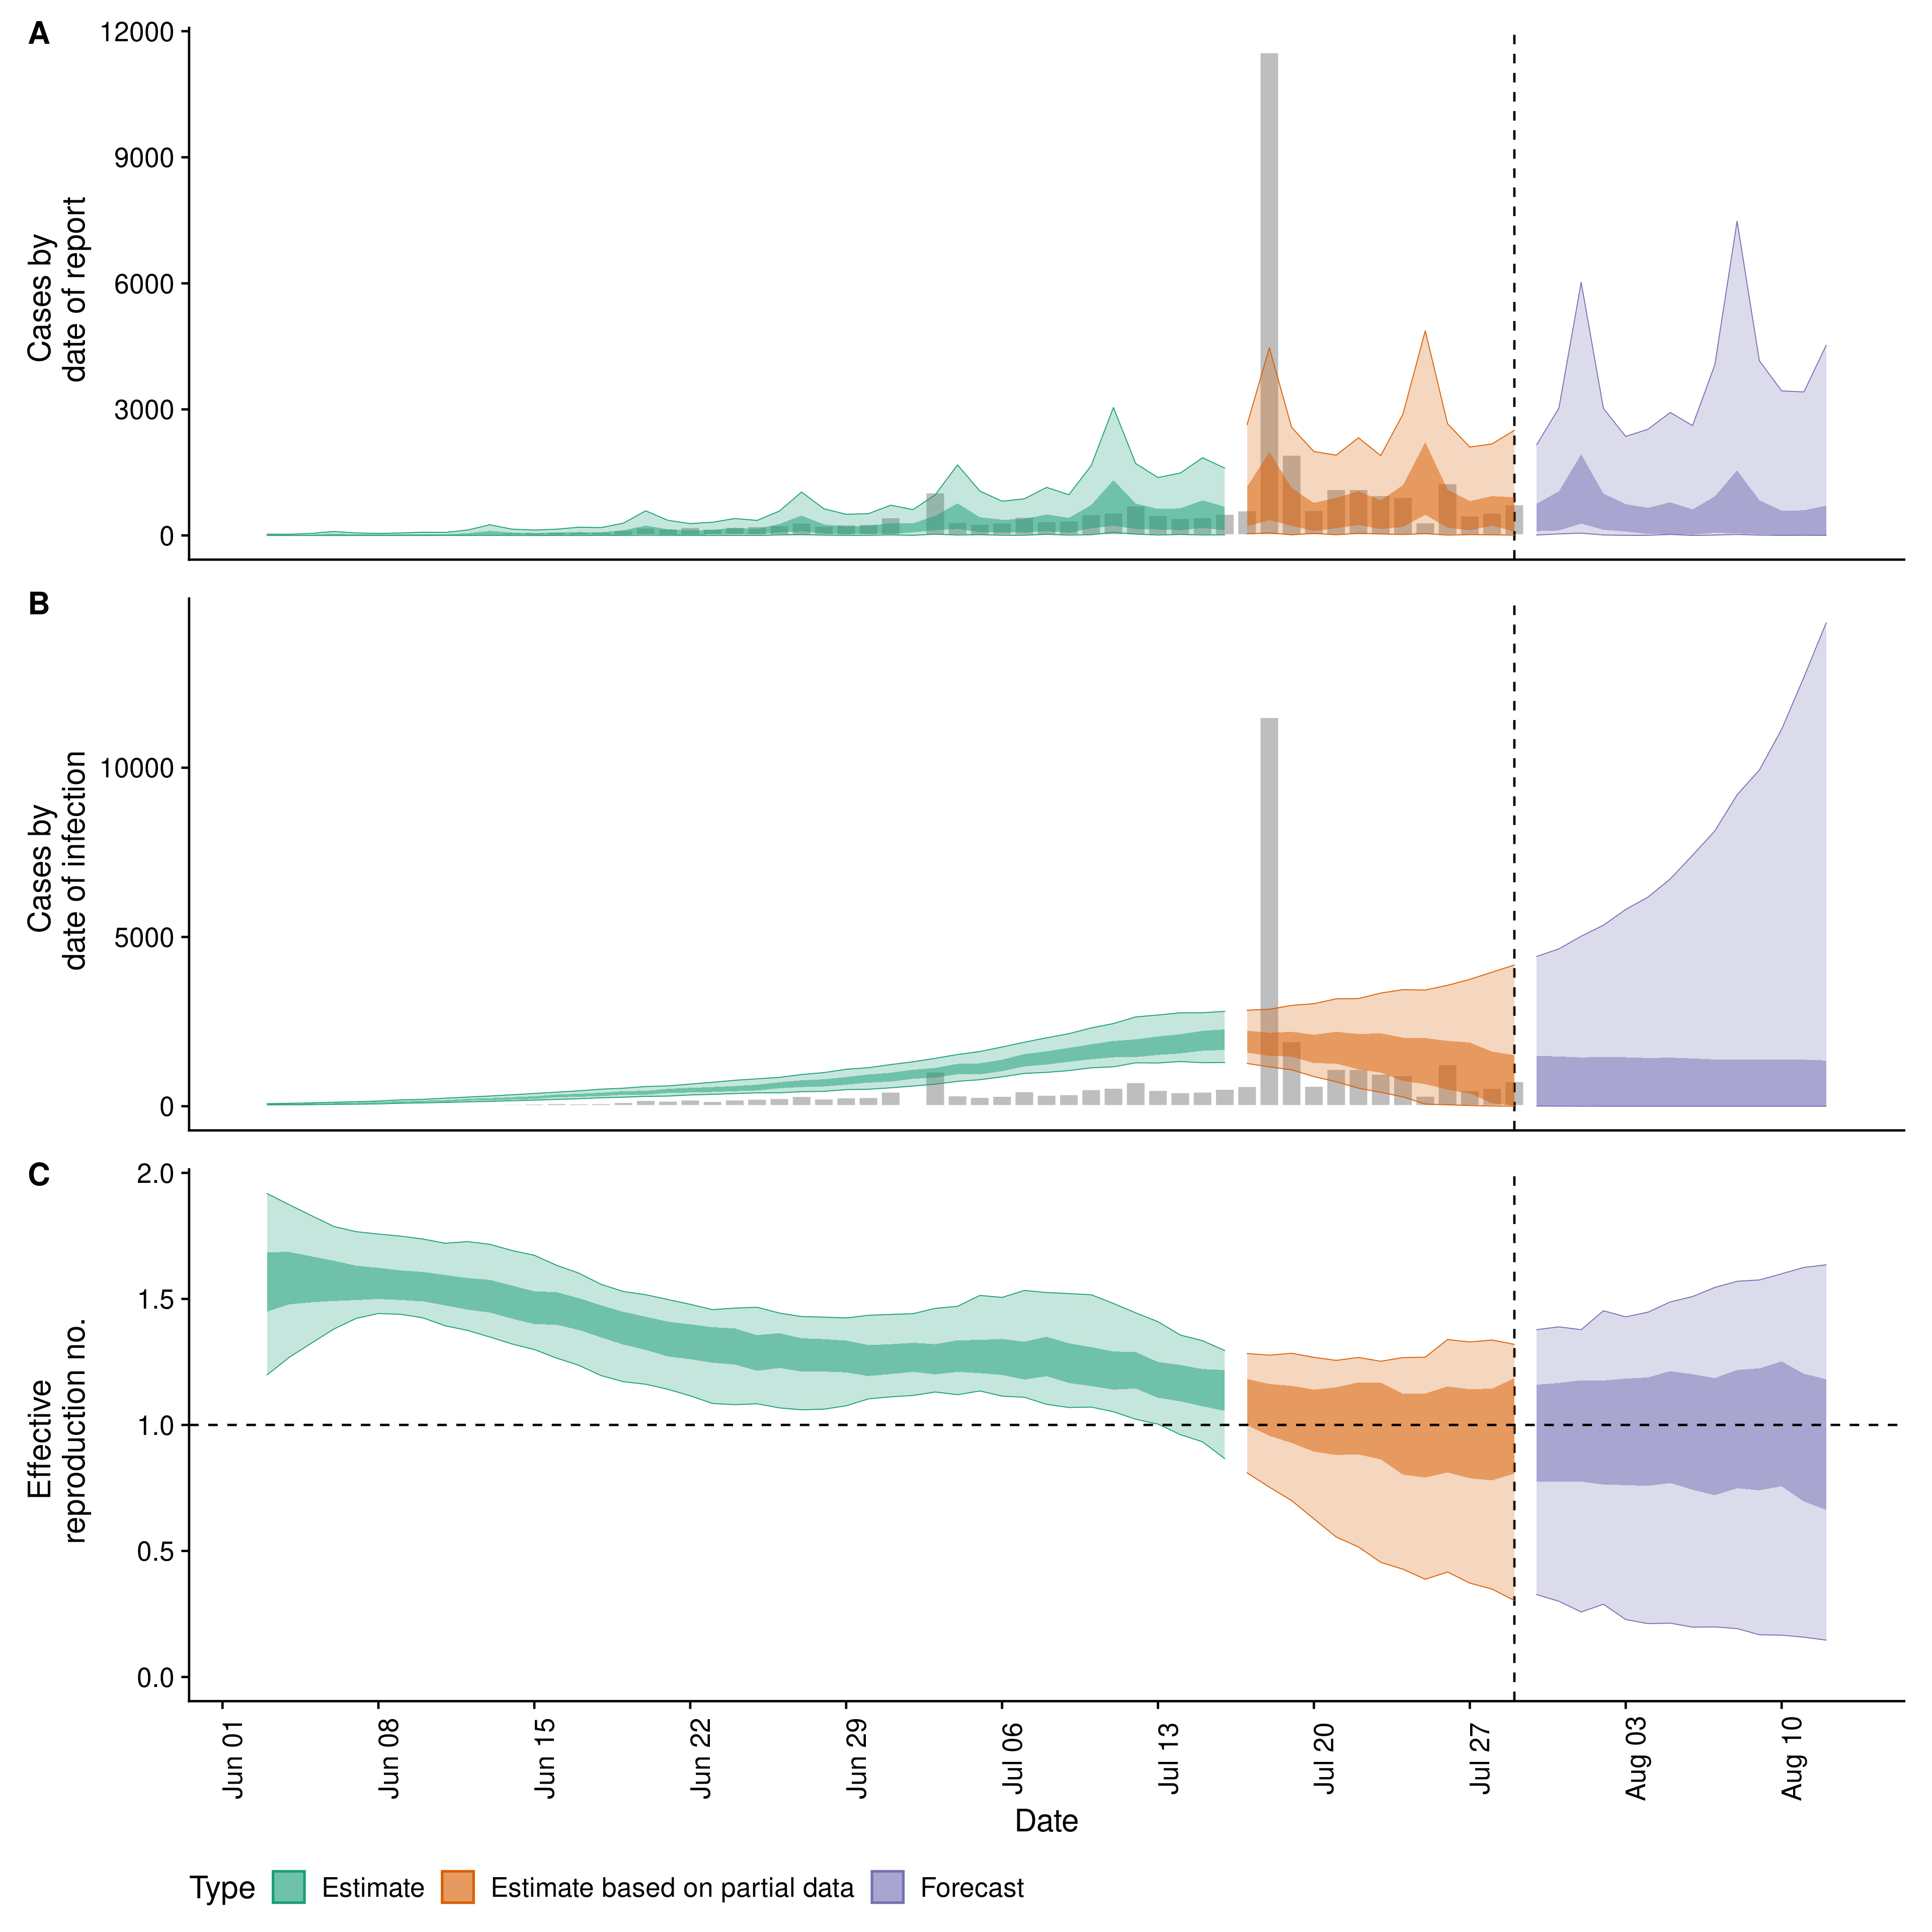 A
12000
9000
6000
3000
0
Cases by
date of report
B
10000
5000
0
Cases by
date of infection
C
2.0
1.5
1.0
0.5
0.0
Effective
reproduction no.
Jun 01
Jun 08
Jun 15
Jun 22
Jun 29
Jul 06
Jul 13
Jul 20
Jul 27
Aug 03
Aug 10
Date
Type Estimate Estimate based on partial data Forecast